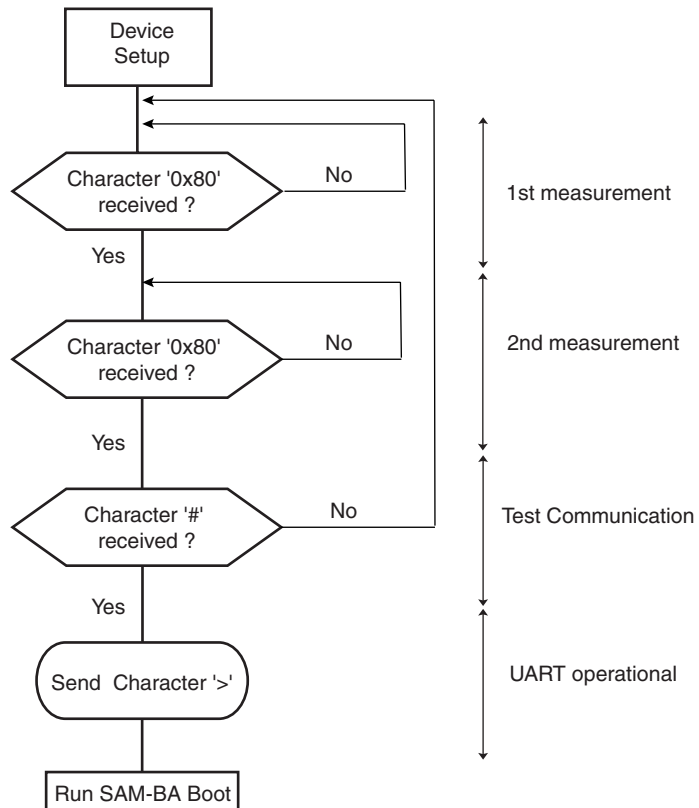 Device
Setup
Character '0x80'
received ?
No
1st measurement
Yes
Character '0x80'
received ?
No
2nd measurement
Yes
Character '#'
received ?
No
Test Communication
Yes
Send Character '>'
UART operational
Run SAM-BA Boot